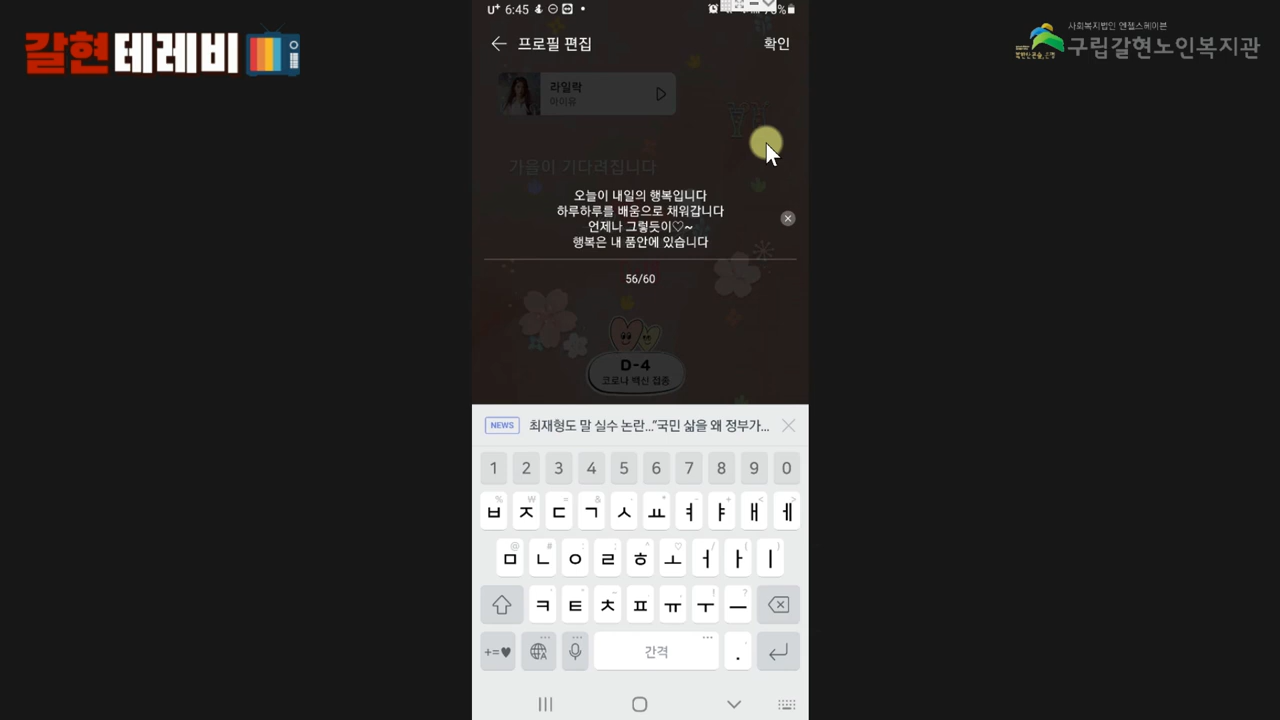 갈현테레비
사회복지법인 엔젤스헤이븐
구립갈현노인복지관
U+ 6:45
프로필 편집
확인
라일락
아이유
가을이 기다려집니다
오늘이 내일의 행복입니다
하루하루를 배움으로 채워갑니다
언제나 그렇듯이♡~
행복은 내 품안에 있습니다
56/60
D-4
코로나 백신 접종
NEWS 최재형도 말 실수 논란..."국민 삶을 왜 정부가...
1 2 3 4 5 6 7 8 9 0
ㅂ ㅈ ㄷ ㄱ ㅅ ㅛ ㅕ ㅑ ㅐ ㅔ
ㅁ ㄴ ㅇ ㄹ ㅎ ㅗ ㅓ ㅏ ㅣ
ㅋ ㅌ ㅊ ㅍ ㅠ ㅜ ㅡ
+=♥ 간격 .